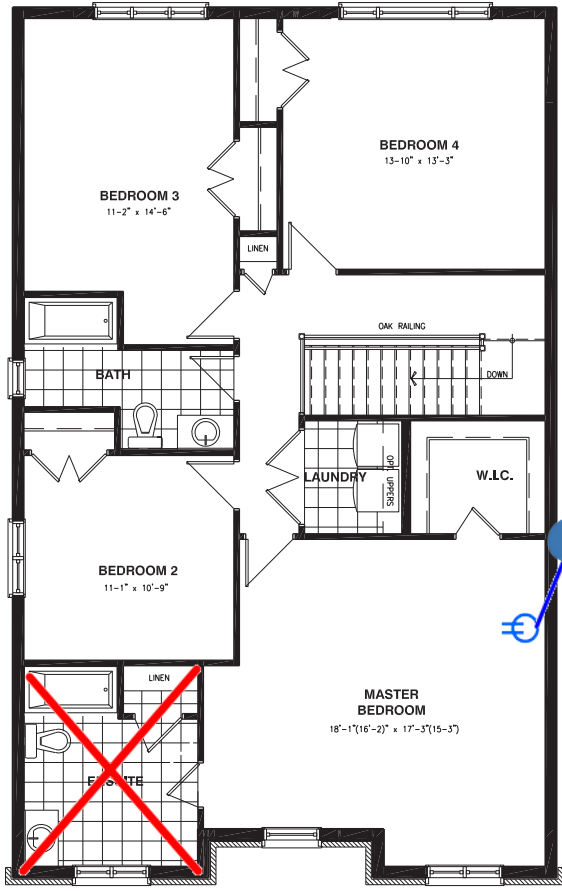 BEDROOM 4
13-10" x 13'-3"
BEDROOM 3
11-2" x 14'-6"
LINEN
OAK RAILING
DOWN
BATH
LAUNDRY
OPT. UPPERS
W.I.C.
BEDROOM 2
11-1" x 10'-9"
LINEN
MASTER
BEDROOM
18'-1"(16'-2)" x 17'-3"(15-3")
ENSUITE